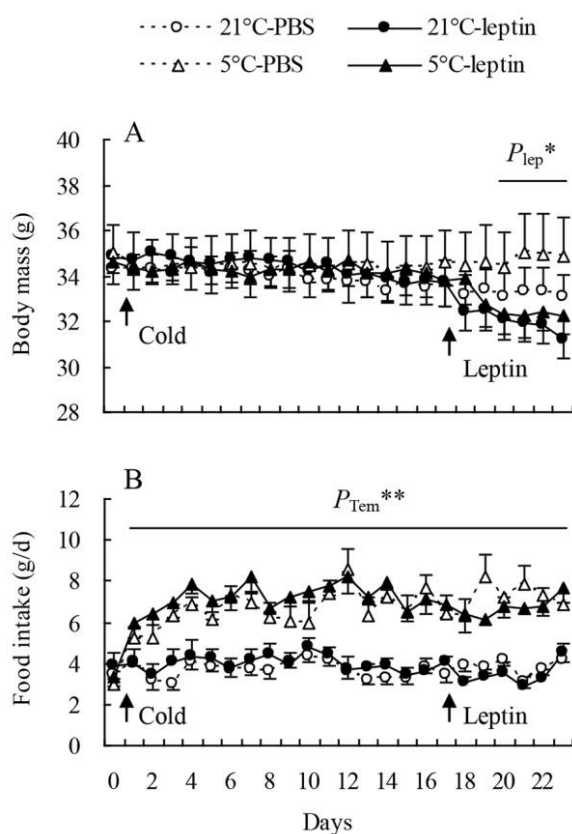 21°C-PBS 21°C-leptin
5°C-PBS 5°C-leptin
A
P_lep*
40
38
36
34
32
30
28
Body mass (g)
Cold
Leptin
B
P_Tem**
12
10
8
6
4
2
0
Food intake (g/d)
Cold
Leptin
0 2 4 6 8 10 12 14 16 18 20 22
Days